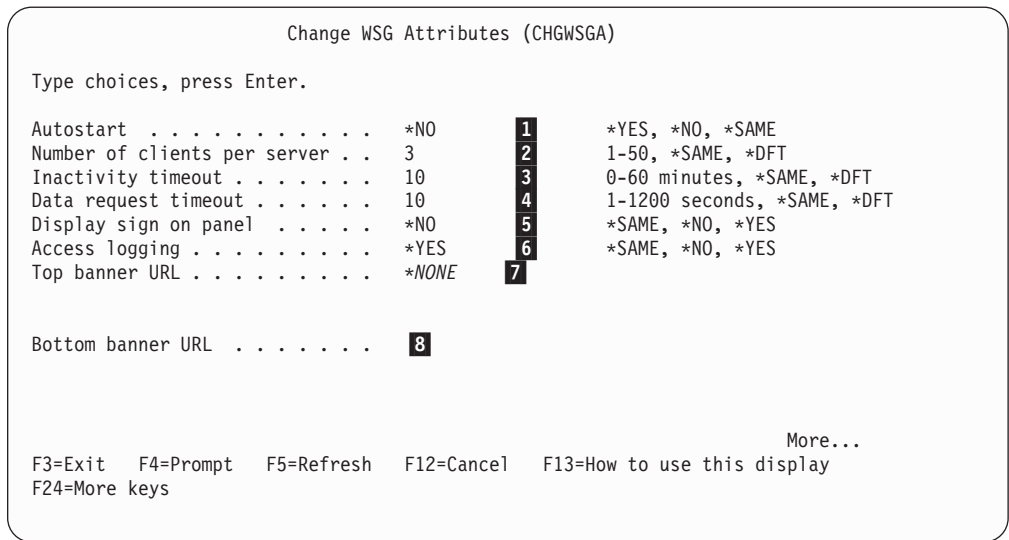 Change WSG Attributes (CHGWSGA)
Type choices, press Enter.
Autostart . . . . . . . . . . . *NO 1 *YES, *NO, *SAME
Number of clients per server . . 3 2 1-50, *SAME, *DFT
Inactivity timeout . . . . . . . 10 3 0-60 minutes, *SAME, *DFT
Data request timeout . . . . . . 10 4 1-1200 seconds, *SAME, *DFT
Display sign on panel . . . . . *NO 5 *SAME, *NO, *YES
Access logging . . . . . . . . . *YES 6 *SAME, *NO, *YES
Top banner URL . . . . . . . . . *NONE 7
Bottom banner URL . . . . . . . 8
More...
F3=Exit F4=Prompt F5=Refresh F12=Cancel F13=How to use this display
F24=More keys